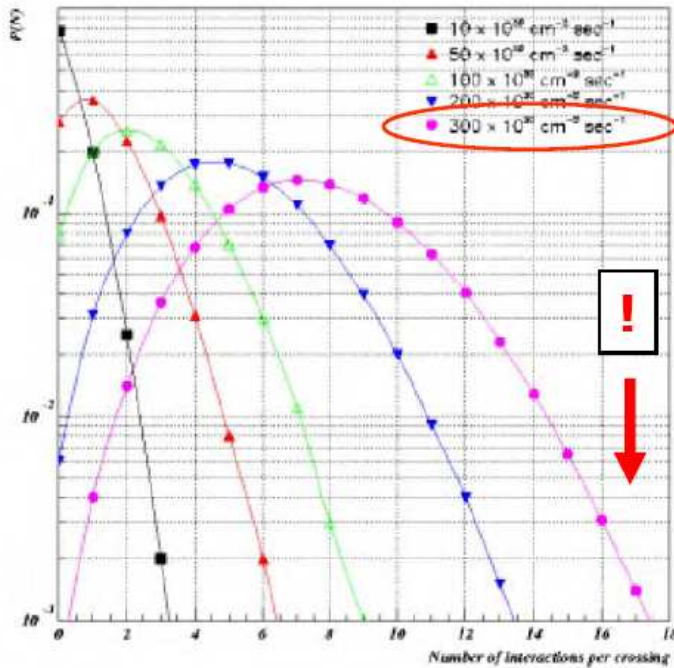 P(N)
10 x 10³⁰ cm⁻² sec⁻¹
50 x 10³⁰ cm⁻² sec⁻¹
100 x 10³⁰ cm⁻² sec⁻¹
200 x 10³⁰ cm⁻² sec⁻¹
300 x 10³⁰ cm⁻² sec⁻¹
10⁻¹
!
10⁻²
10⁻³
0 2 4 6 8 10 12 14 16 18
Number of interactions per crossing